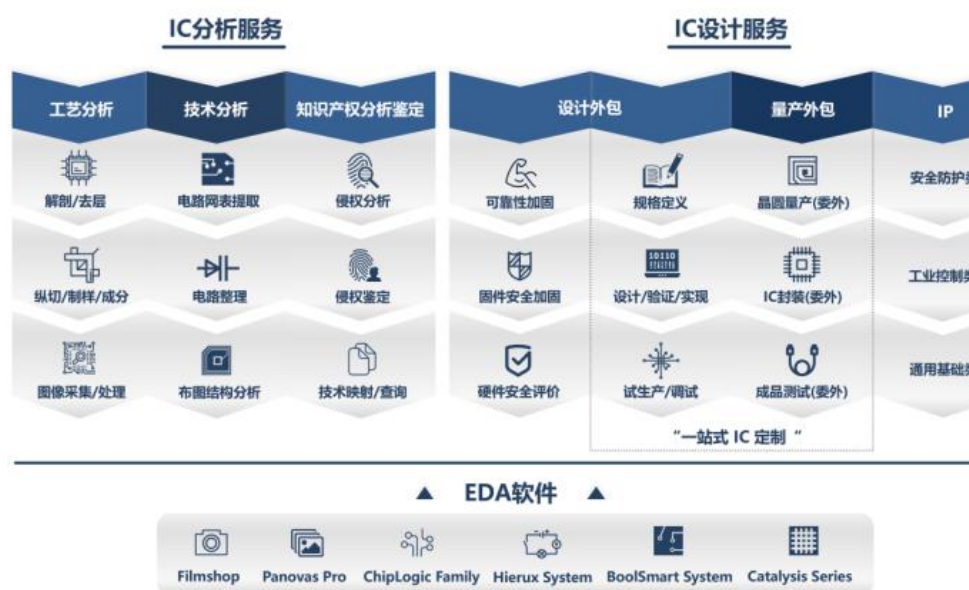 IC分析服务
IC设计服务
工艺分析 技术分析 知识产权分析鉴定 设计外包 量产外包 IP
解剖/去层 电路网表提取 侵权分析 可靠性加固 规格定义 晶圆量产(委外) 安全防护
纵切/制样/成分 电路整理 侵权鉴定 固件安全加固 设计/验证/实现 IC封装(委外) 工业控制类
图像采集/处理 布图结构分析 技术映射/查询 硬件安全评价 试生产/调试 成品测试(委外) 通用基础类
"一站式 IC 定制 "
EDA软件
Filmshop Panovas Pro ChipLogic Family Hierux System BoolSmart System Catalysis Series